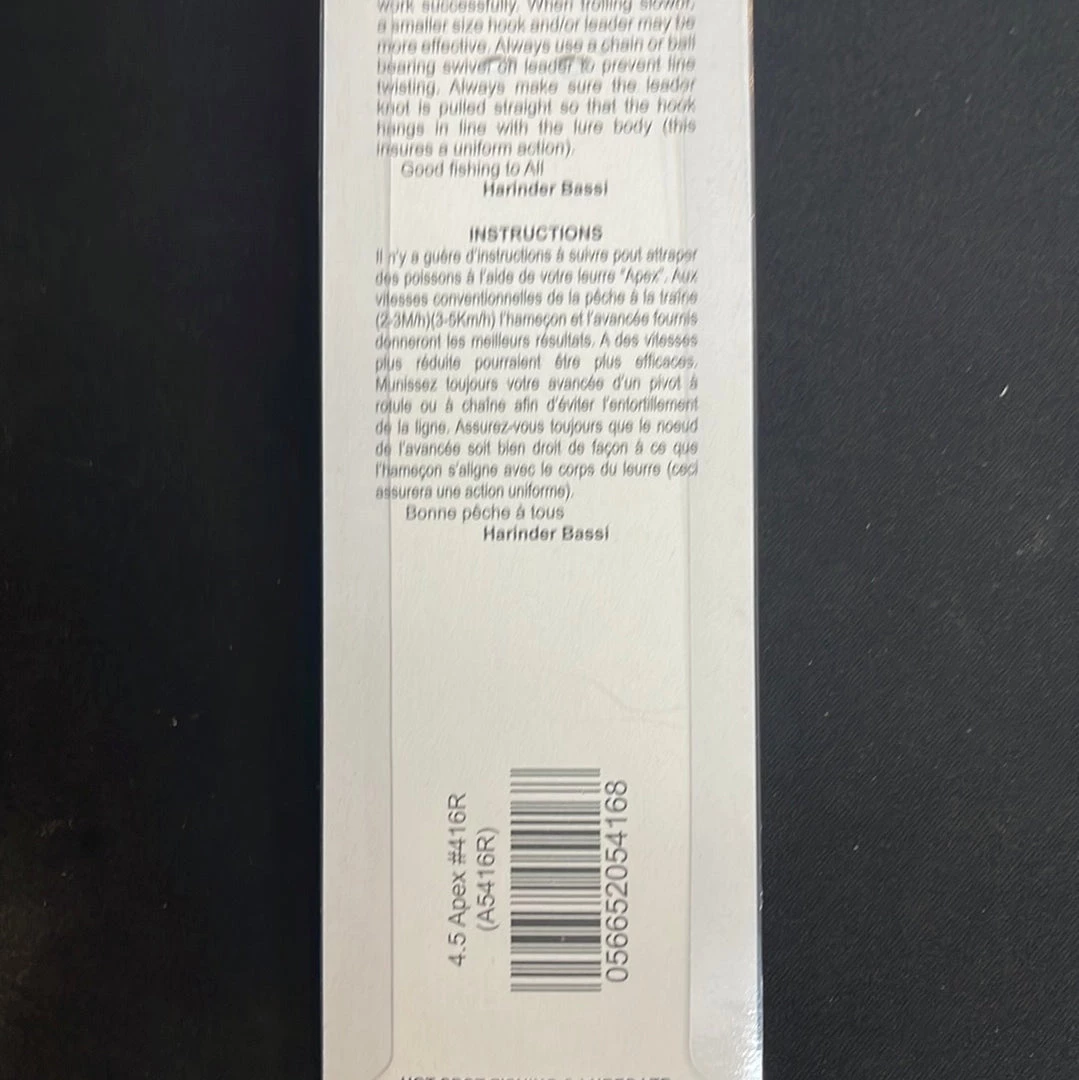 work successfully. When trolling slower,
a smaller size hook and/or leader may be
more effective. Always use a chain or ball
bearing swivel on leader to prevent line
twisting. Always make sure the leader
knot is pulled straight so that the hook
hangs in line with the lure body (this
insures a uniform action).
Good fishing to All
Harinder Bassi
INSTRUCTIONS
Il n'y a guère d'instructions à suivre pout attraper
des poissons à l'aide de votre leurre "Apex". Aux
vitesses conventionnelles de la pêche à la traîne
(2-3M/h)(3-5Km/h) l'hameçon et l'avancée fournis
donneront les meilleurs résultats. A des vitesses
plus réduite pourraient être plus efficaces.
Munissez toujours votre avancée d'un pivot à
rotule ou à chaîne afin d'éviter l'entortillement
de la ligne. Assurez-vous toujours que le noeud
de l'avancée soit bien droit de façon à ce que
l'hameçon s'aligne avec le corps du leurre (ceci
assurera une action uniforme).
Bonne pêche à tous
Harinder Bassi
4.5 Apex #416R
(A5416R)
056652054168